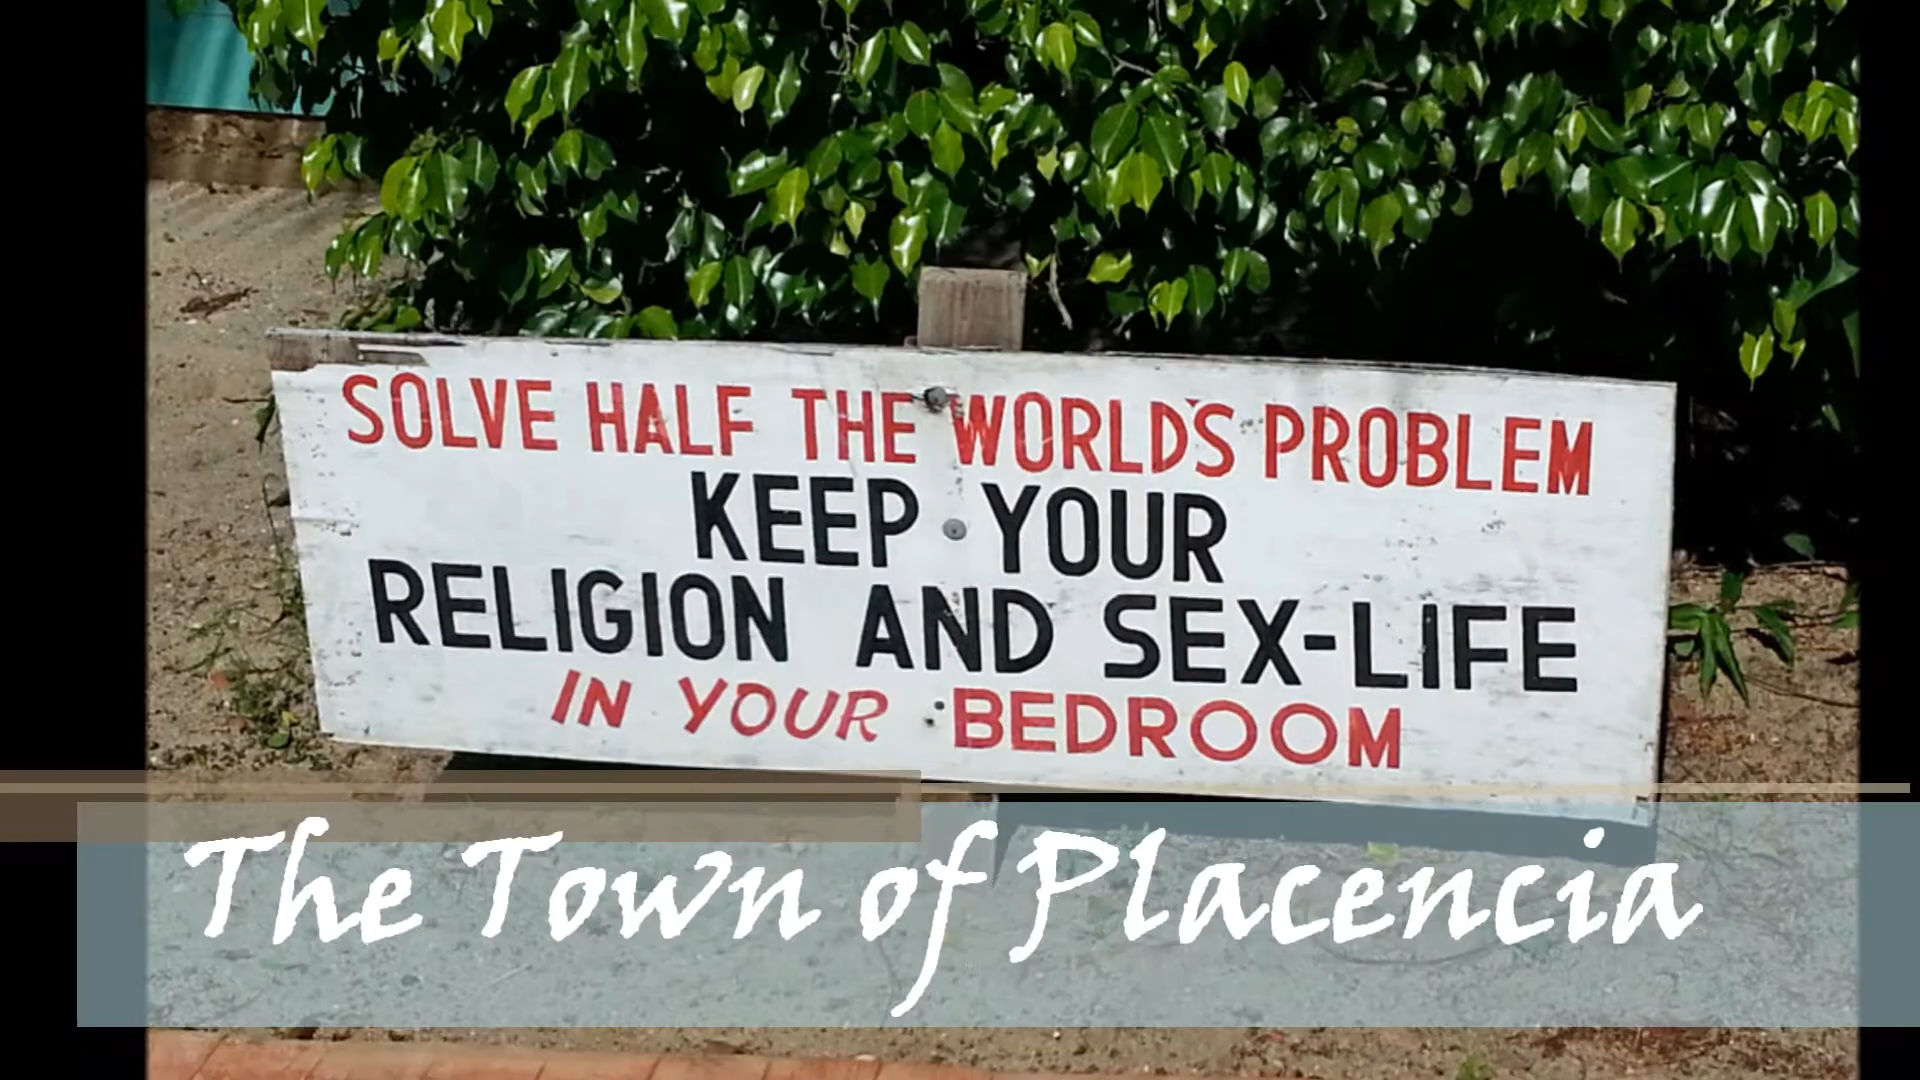 SOLVE HALF THE WORLD'S PROBLEM
KEEP YOUR
RELIGION AND SEX-LIFE
IN YOUR BEDROOM
The Town of Placencia